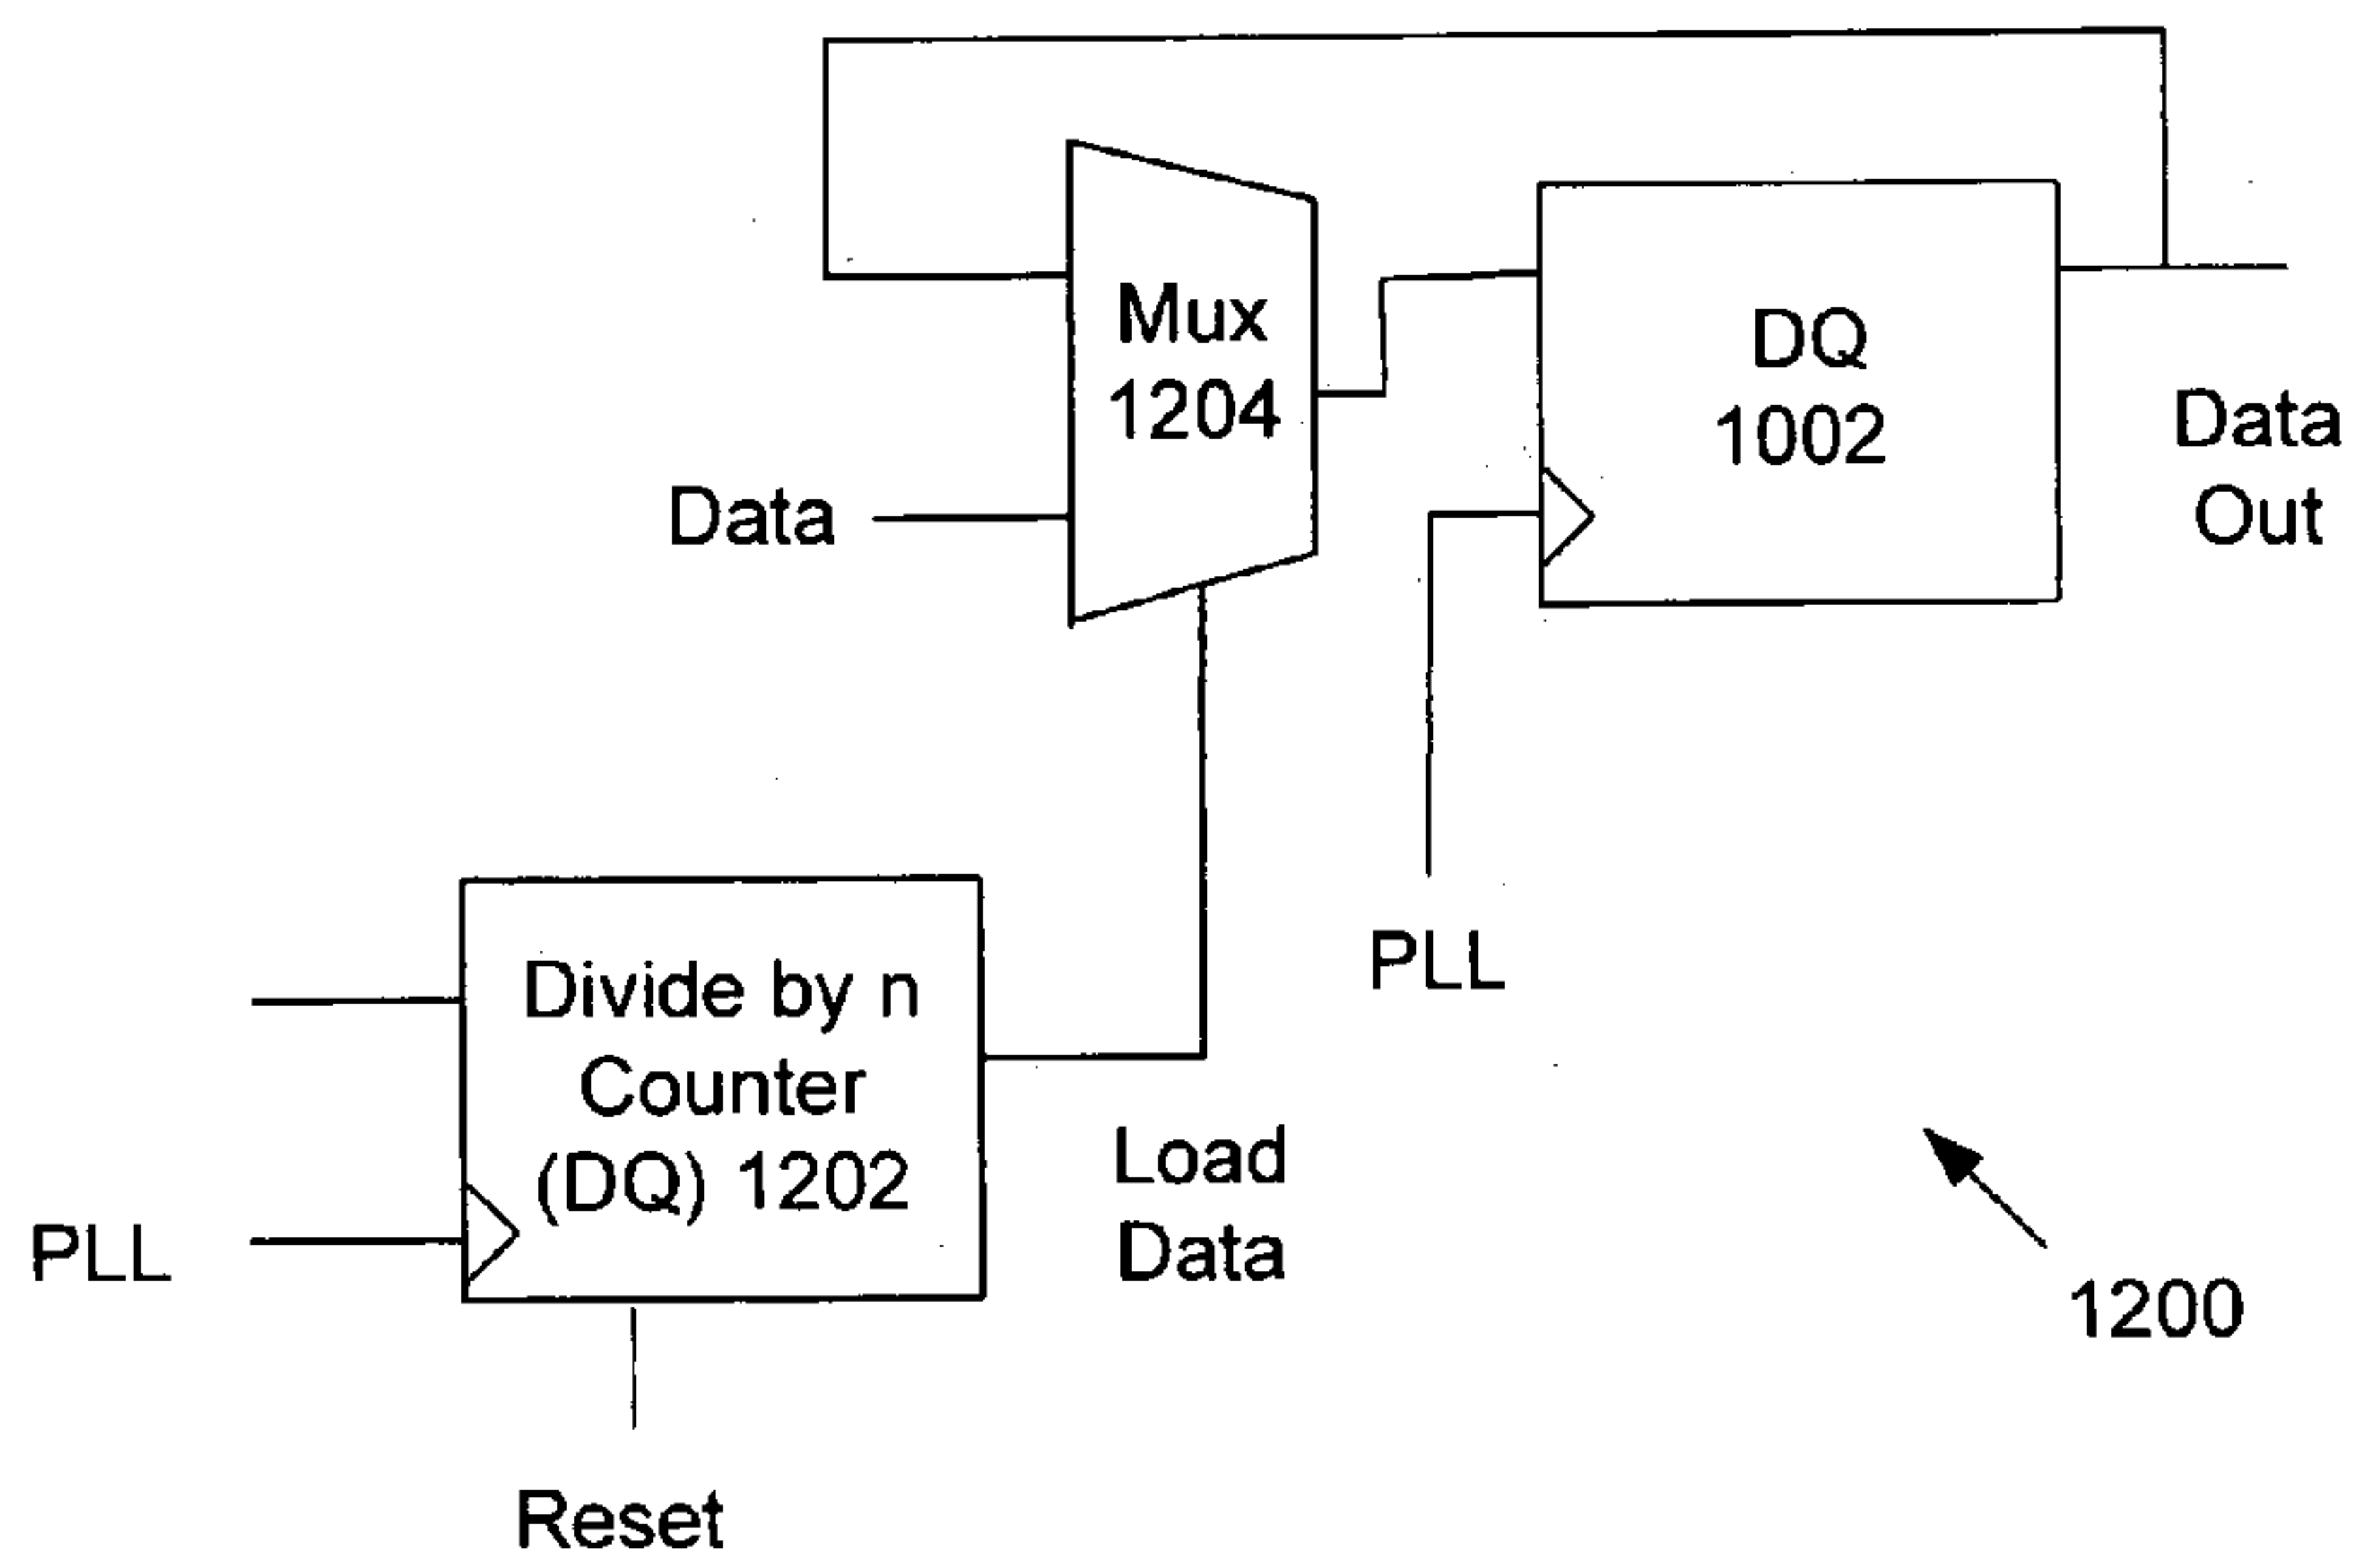 Mux
1204
DQ
1002
Data
Out
Data
PLL
Divide by n
Counter
(DQ) 1202
Load
Data
PLL
1200
Reset